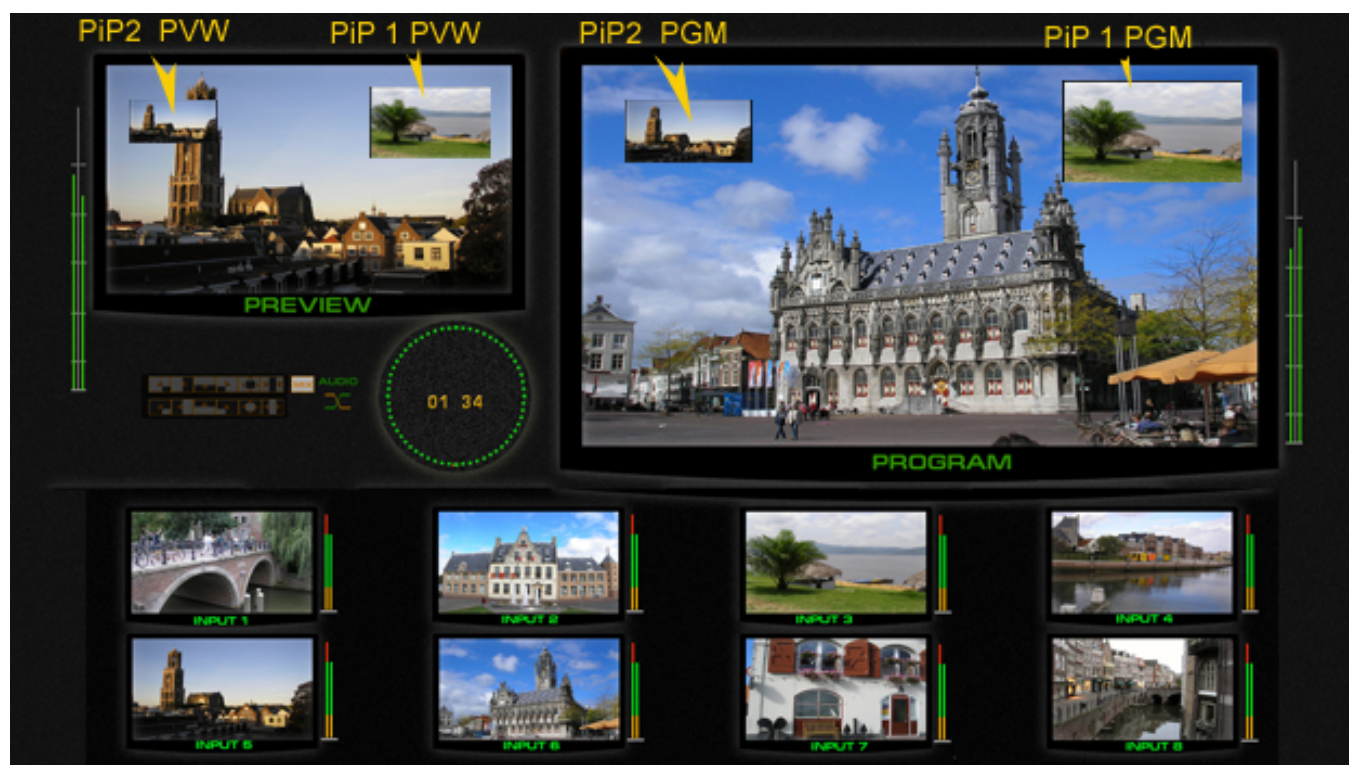 PiP2 PVW
PiP 1 PVW
PiP2 PGM
PiP 1 PGM
PREVIEW
AUDIO
01 34
PROGRAM
INPUT 1
INPUT 2
INPUT 3
INPUT 4
INPUT 5
INPUT 6
INPUT 7
INPUT 8